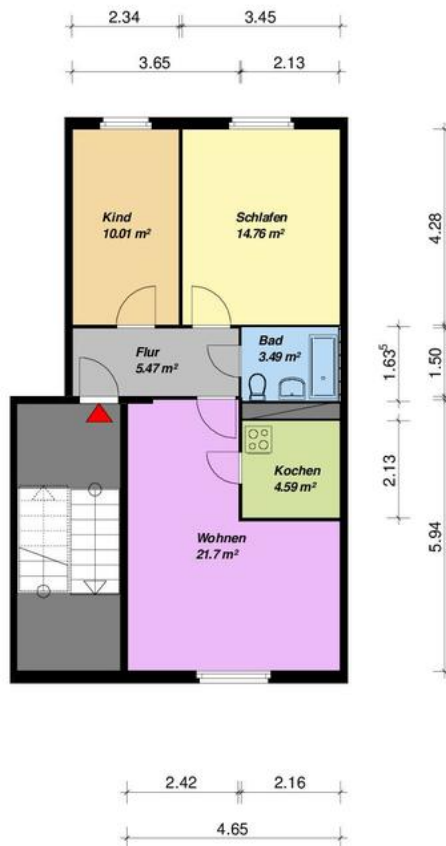 2.34 3.45
3.65 2.13
Kind
10.01 m²
Schlafen
14.76 m²
4.28
Flur
5.47 m²
Bad
3.49 m²
1.63⁵
1.50
Kochen
4.59 m²
2.13
Wohnen
21.7 m²
5.94
2.42 2.16
4.65